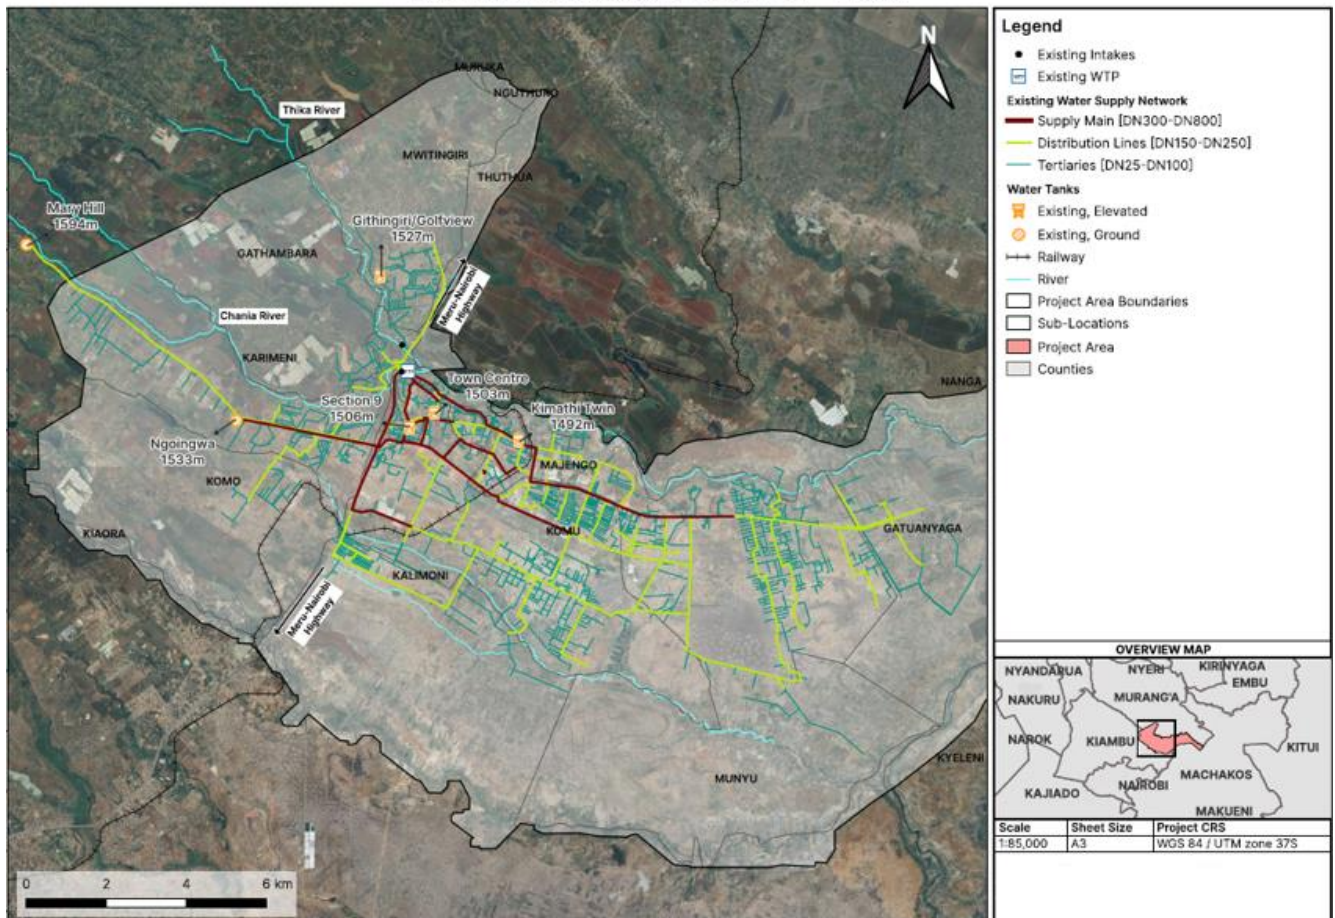 MURUKA
NGUTHURO
N
Thika River
MWITINGIRI
THUTHUA
Mary Hill
1594m
Githingiri/Golfview
1527m
GATHAMBARA
Meru-Nairobi
Highway
Chania River
KARIMENI
Town Centre
1503m
NANGA
Section 9
1506m
Kimathi Twin
1492m
Ngoingwa
1533m
MAJENGO
KOMO
KIAORA
KOMU
GATUANYAGA
KALIMONI
Meru-Nairobi
Highway
MUNYU
KYELENI
0 2 4 6 km
Legend
Existing Intakes
Existing WTP
Existing Water Supply Network
Supply Main [DN300-DN800]
Distribution Lines [DN150-DN250]
Tertiaries [DN25-DN100]
Water Tanks
Existing, Elevated
Existing, Ground
Railway
River
Project Area Boundaries
Sub-Locations
Project Area
Counties
OVERVIEW MAP
NYANDARUA
NYERI
KIRINYAGA
EMBU
NAKURU
MURANG'A
NAROK
KIAMBU
KITUI
MACHAKOS
NAIROBI
KAJIADO
MAKUENI
Scale Sheet Size Project CRS
1:85,000 A3 WGS 84 / UTM zone 37S